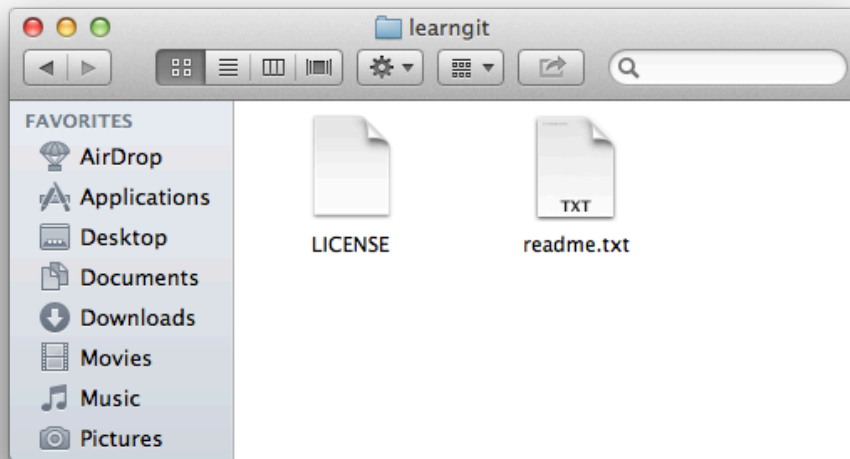 learngit
FAVORITES
AirDrop
Applications
Desktop
Documents
Downloads
Movies
Music
Pictures
TXT
LICENSE
readme.txt